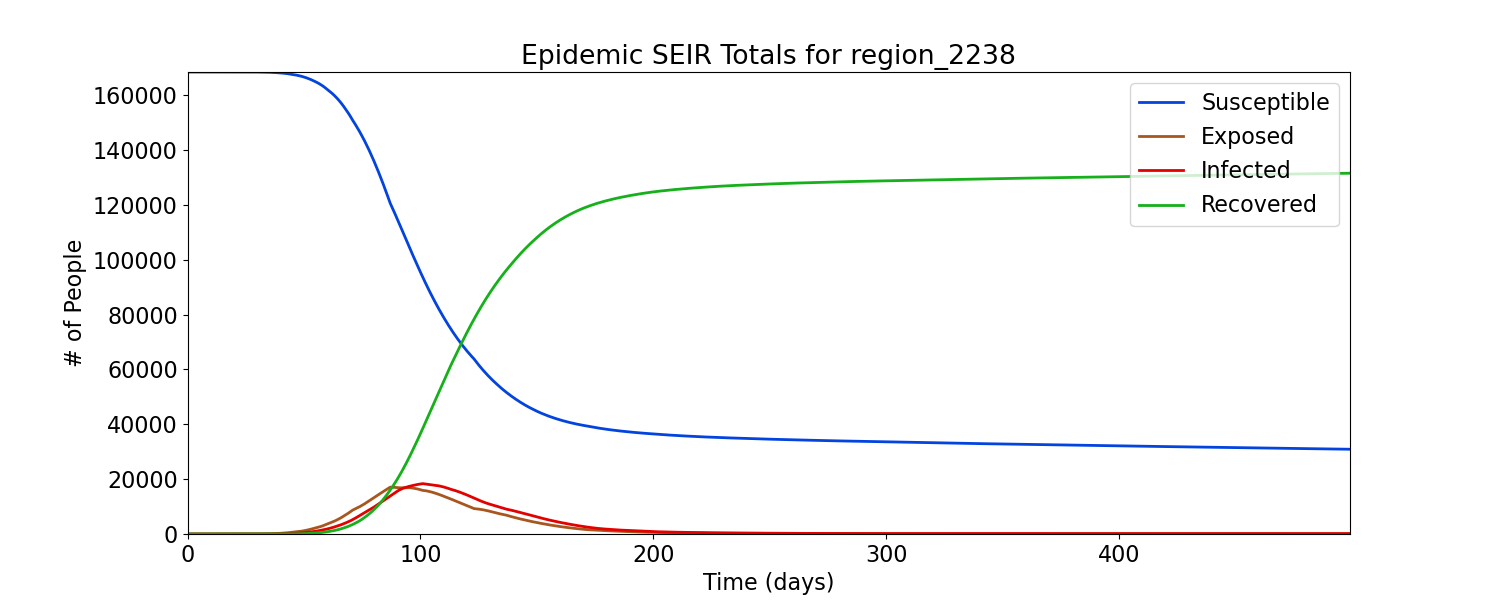 Epidemic SEIR Totals for region_2238
160000
140000
120000
100000
80000
60000
40000
20000
0
# of People
Susceptible
Exposed
Infected
Recovered
0 100 200 300 400
Time (days)